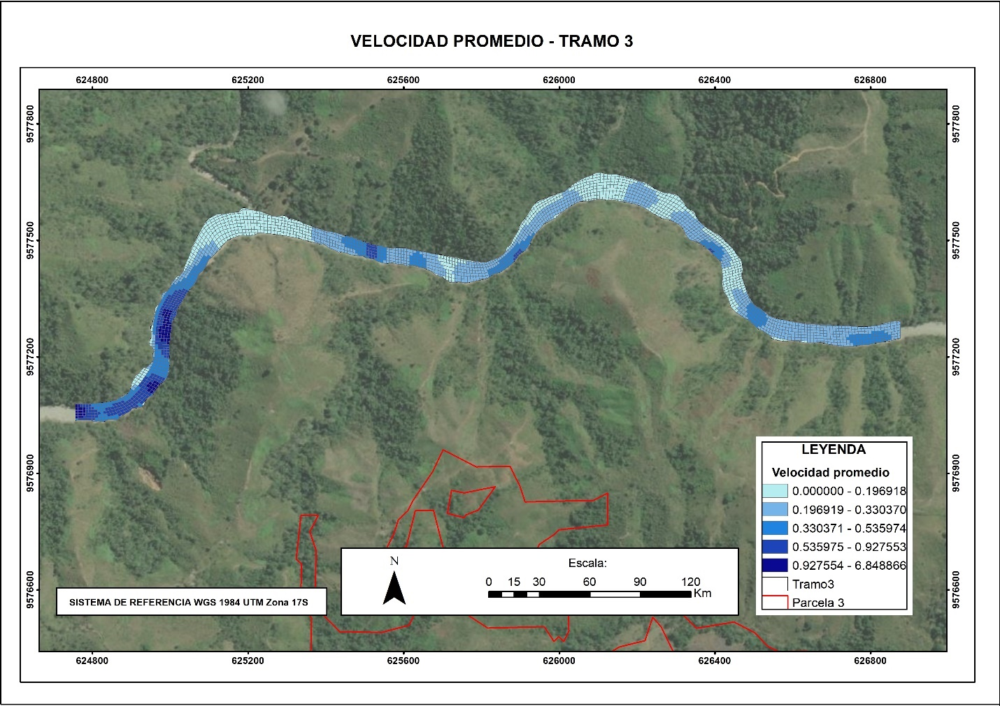 VELOCIDAD PROMEDIO - TRAMO 3
624800 625200 625600 626000 626400 626800
9577800 9577800
9577500 9577500
9577200 9577200
9576900 9576900
9576600 9576600
LEYENDA
Velocidad promedio
0.000000 - 0.196918
0.196919 - 0.330370
0.330371 - 0.535974
0.535975 - 0.927553
0.927554 - 6.848866
Tramo3
Parcela 3
N
Escala:
0 15 30 60 90 120
Km
SISTEMA DE REFERENCIA WGS 1984 UTM Zona 17S
624800 625200 625600 626000 626400 626800